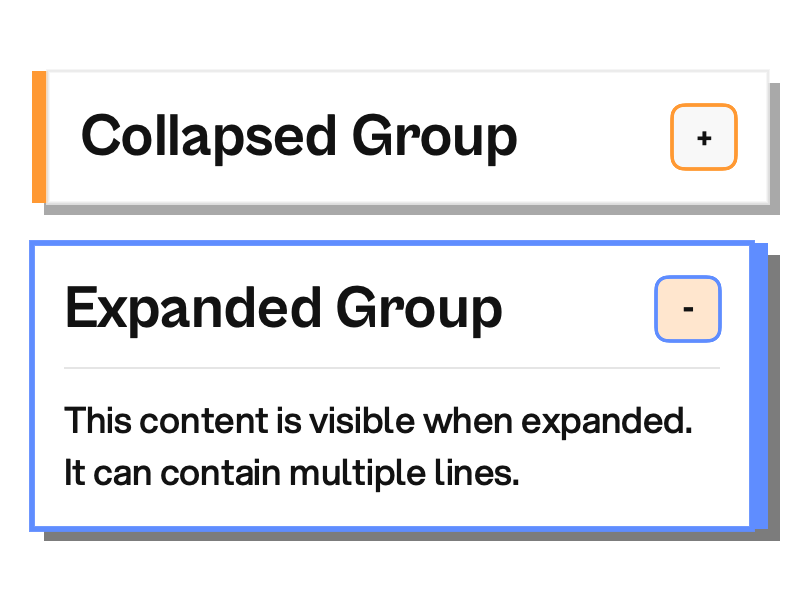 Collapsed Group
+
Expanded Group
-
This content is visible when expanded.
It can contain multiple lines.